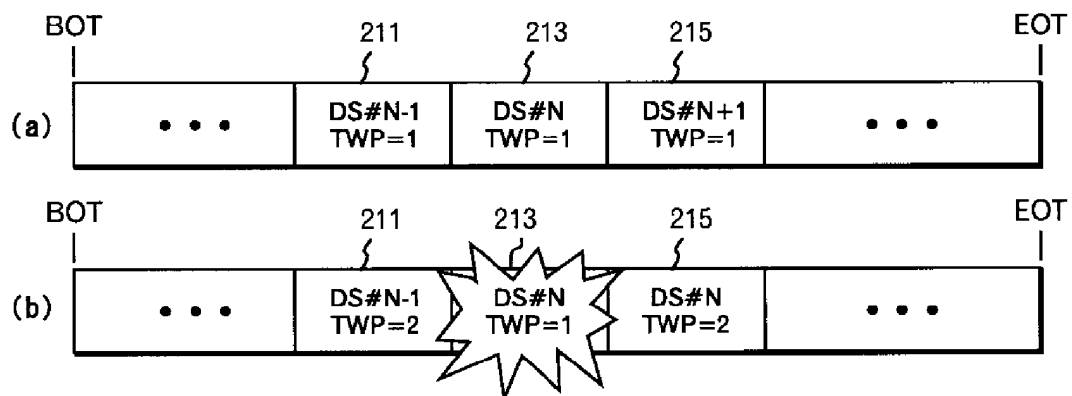 BOT EOT
211 213 215
(a) • • • DS#N-1 DS#N DS#N+1 • • •
TWP=1 TWP=1 TWP=1
BOT EOT
211 213 215
(b) • • • DS#N-1 DS#N DS#N • • •
TWP=2 TWP=1 TWP=2